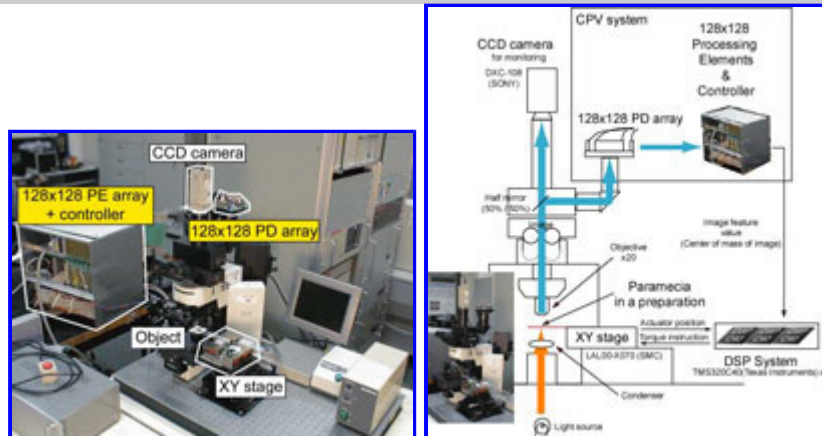 CCD camera
128x128 PE array
+ controller
128x128 PD array
Object
XY stage
CPV system
CCD camera
for monitoring
DXC-108
(SONY)
128x128
Processing
Elements
&
Controller
128x128 PD array
Half mirror
(50% / 50%)
Image feature
value
(Center of mass of image)
Objective
x20
Paramecia
in a preparation
XY stage
Actuator position
Torque instruction
LAL00-X070 (SMC)
DSP System
TMS320C40(Texas Instruments)
Condenser
Light source